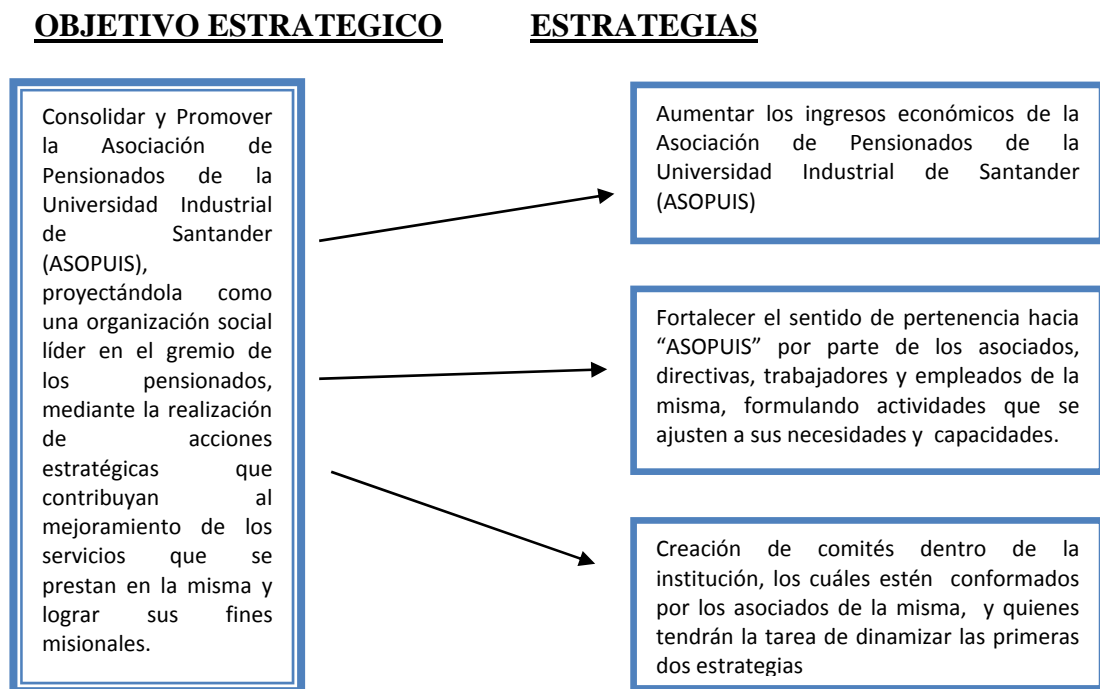 OBJETIVO ESTRATEGICO ESTRATEGIAS
Consolidar y Promover
la Asociación de
Pensionados de la
Universidad Industrial
de Santander
(ASOPUIS),
proyectándola como
una organización social
líder en el gremio de
los pensionados,
mediante la realización
de acciones
estratégicas que
contribuyan al
mejoramiento de los
servicios que se
prestan en la misma y
lograr sus fines
misionales.
Aumentar los ingresos económicos de la
Asociación de Pensionados de la
Universidad Industrial de Santander
(ASOPUIS)
Fortalecer el sentido de pertenencia hacia
“ASOPUIS” por parte de los asociados,
directivas, trabajadores y empleados de la
misma, formulando actividades que se
ajusten a sus necesidades y capacidades.
Creación de comités dentro de la
institución, los cuáles estén conformados
por los asociados de la misma, y quienes
tendrán la tarea de dinamizar las primeras
dos estrategias